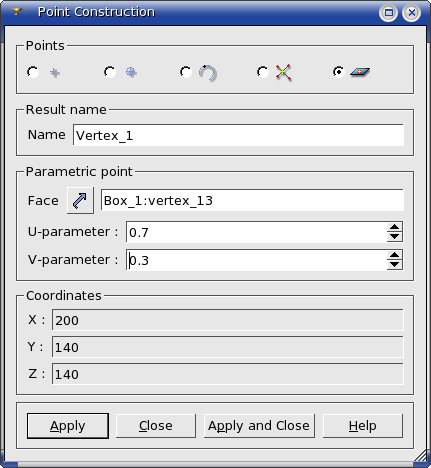 Point Construction
Points
Result name
Name Vertex_1
Parametric point
Face Box_1:vertex_13
U-parameter : 0.7
V-parameter : 0.3
Coordinates
X : 200
Y : 140
Z : 140
Apply Close Apply and Close Help